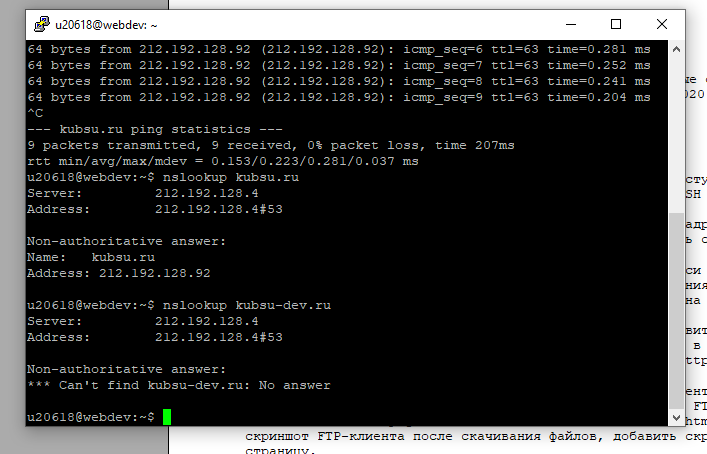 u20618@webdev: ~
64 bytes from 212.192.128.92 (212.192.128.92): icmp_seq=6 ttl=63 time=0.281 ms
64 bytes from 212.192.128.92 (212.192.128.92): icmp_seq=7 ttl=63 time=0.252 ms
64 bytes from 212.192.128.92 (212.192.128.92): icmp_seq=8 ttl=63 time=0.241 ms
64 bytes from 212.192.128.92 (212.192.128.92): icmp_seq=9 ttl=63 time=0.204 ms
^C
--- kubsu.ru ping statistics ---
9 packets transmitted, 9 received, 0% packet loss, time 207ms
rtt min/avg/max/mdev = 0.153/0.223/0.281/0.037 ms
u20618@webdev:~$ nslookup kubsu.ru
Server: 212.192.128.4
Address: 212.192.128.4#53
Non-authoritative answer:
Name: kubsu.ru
Address: 212.192.128.92
u20618@webdev:~$ nslookup kubsu-dev.ru
Server: 212.192.128.4
Address: 212.192.128.4#53
Non-authoritative answer:
*** Can't find kubsu-dev.ru: No answer
u20618@webdev:~$
скриншот FTP-клиента после скачивания файлов, добавить скр
страницу.